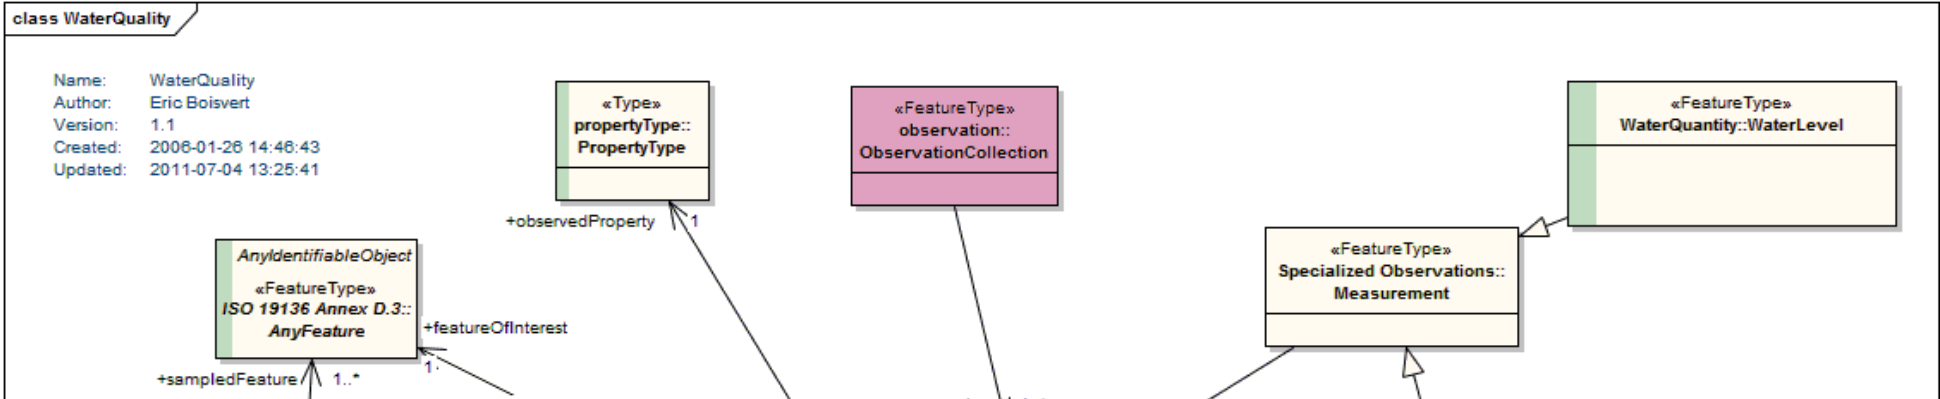 class WaterQuality
Name: WaterQuality
Author: Eric Boisvert
Version: 1.1
Created: 2006-01-26 14:46:43
Updated: 2011-07-04 13:25:41
«Type»
propertyType::
PropertyType
+observedProperty
1
«FeatureType»
observation::
ObservationCollection
«FeatureType»
WaterQuantity::WaterLevel
«FeatureType»
Specialized Observations::
Measurement
AnyIdentifiableObject
«FeatureType»
ISO 19136 Annex D.3::
AnyFeature
+featureOfInterest
1
+sampledFeature
1..*